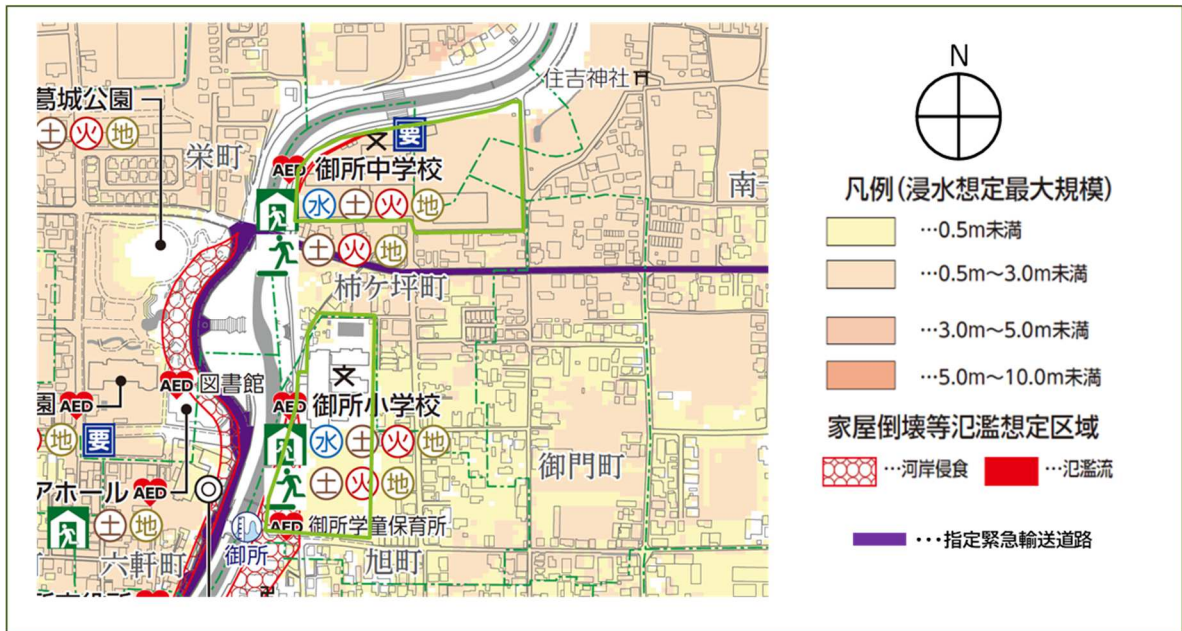 住吉神社
葛城公園
土 火 地
栄町
文 要
AED 御所中学校
水 土 火 地
南
土 火 地
柿ケ坪町
文
AED 図書館
園 AED
AED 御所小学校
地 要
水 土 火 地
御門町
アホール AED
土 火 地
土 地
AED 御所学童保育所
御所
六軒町
旭町
N
凡例(浸水想定最大規模)
…0.5m未満
…0.5m～3.0m未満
…3.0m～5.0m未満
…5.0m～10.0m未満
家屋倒壊等氾濫想定区域
…河岸侵食
…氾濫流
・・・指定緊急輸送道路